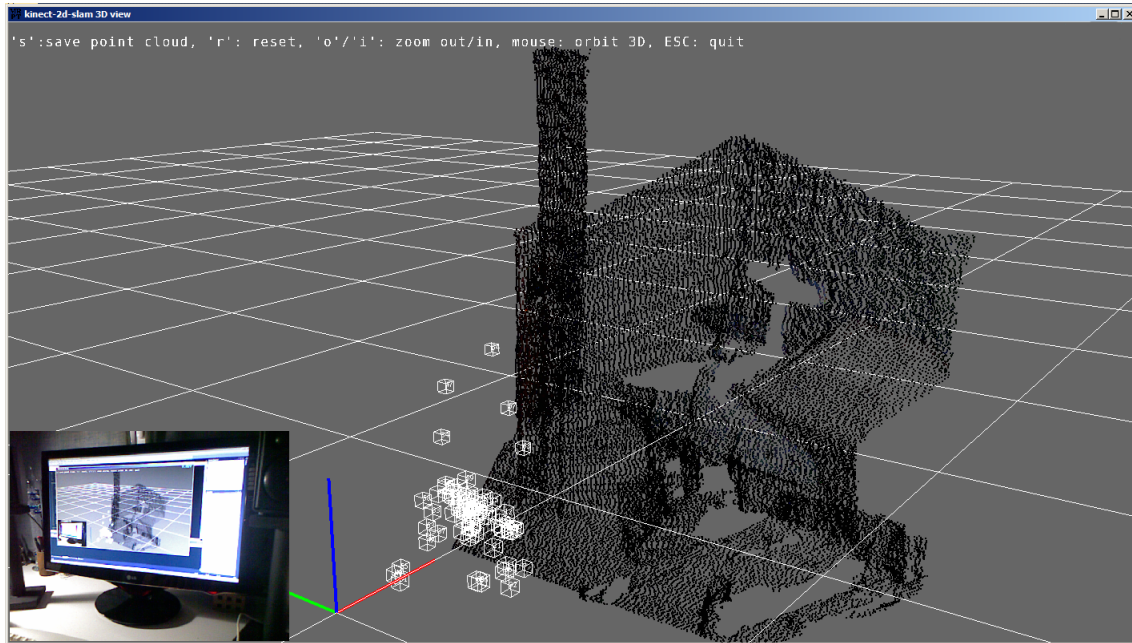 kinect-2d-slam 3D view
's':save point cloud, 'r': reset, 'o'/'i': zoom out/in, mouse: orbit 3D, ESC: quit